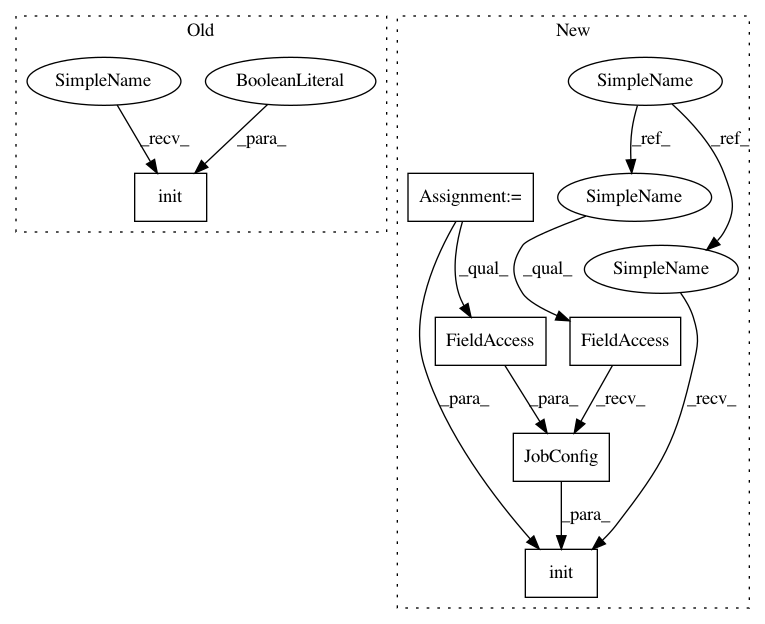 Old
New
SimpleName
BooleanLiteral
SimpleName
_recv_
_para_
_ref_
_ref_
init
Assignment:=
SimpleName
SimpleName
_qual_
_qual_
FieldAccess
FieldAccess
_para_
_para_
_recv_
_recv_
JobConfig
_para_
init